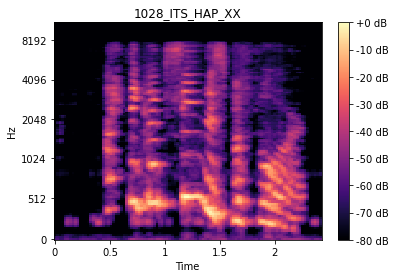 1028_ITS_HAP_XX
+0 dB
8192
-10 dB
4096
-20 dB
-30 dB
2048
Hz
-40 dB
1024
-50 dB
512
-60 dB
-70 dB
0
-80 dB
0 0.5 1 1.5 2
Time